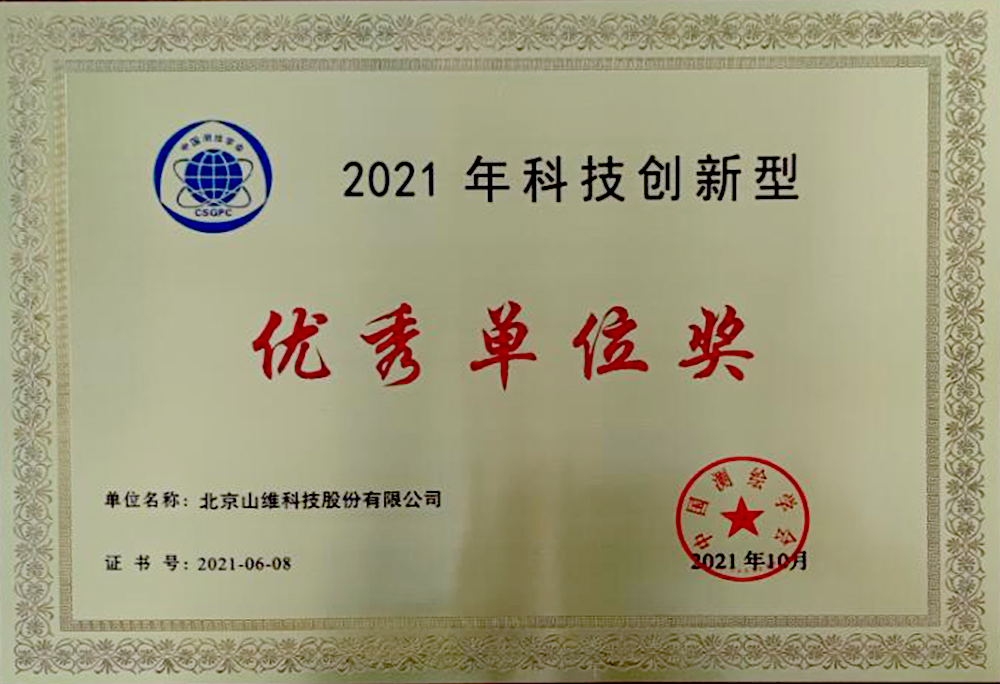 中国测绘学会
CSGPC
2021 年科技创新型
优秀单位奖
单位名称：北京山维科技股份有限公司
证 书 号：2021-06-08
中国测绘学会
2021 年10月